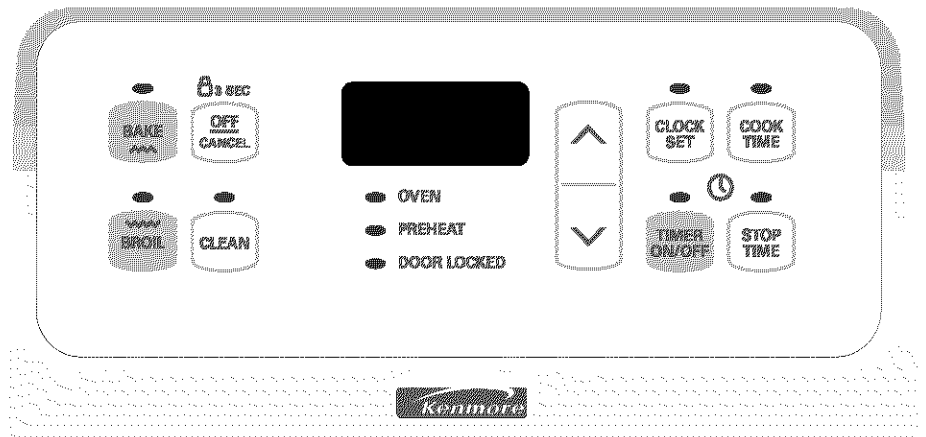 3 SEC
BAKE
OFF
CANCEL
CLOCK
SET
COOK
TIME
OVEN
PREHEAT
DOOR LOCKED
BROIL
CLEAN
TIMER
ON/OFF
STOP
TIME
Kenmore